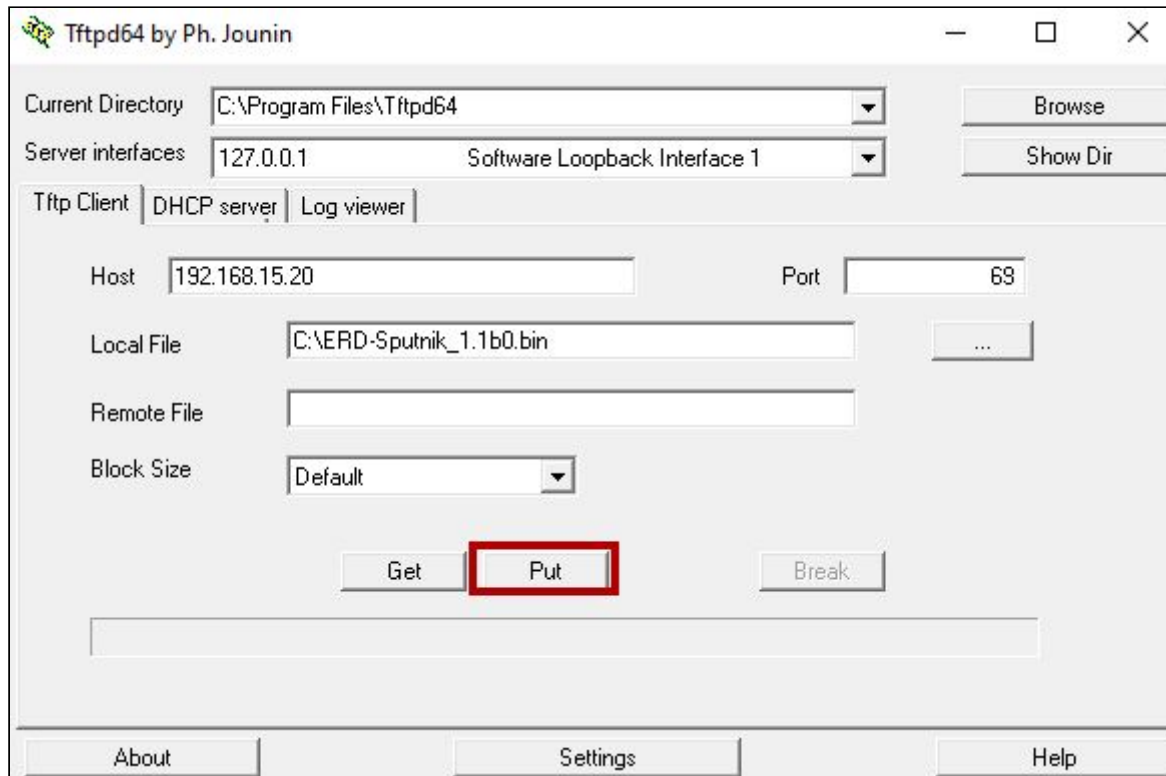 Tftpd64 by Ph. Jounin
Current Directory C:\Program Files\Tftpd64 Browse
Server interfaces 127.0.0.1 Software Loopback Interface 1 Show Dir
Tftp Client DHCP server Log viewer
Host 192.168.15.20 Port 69
Local File C:\ERD-Sputnik_1.1b0.bin ...
Remote File
Block Size Default
Get Put Break
About Settings Help